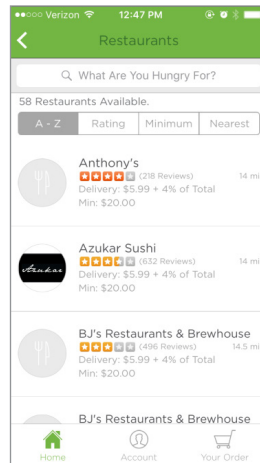 Verizon 12:47 PM
Restaurants
What Are You Hungry For?
58 Restaurants Available.
A - Z Rating Minimum Nearest
Anthony's
(218 Reviews) 14 mi
Delivery: $5.99 + 4% of Total
Min: $20.00
Azukar
Azukar Sushi
(632 Reviews) 14 mi
Delivery: $5.99 + 4% of Total
Min: $20.00
BJ's Restaurants & Brewhouse
(496 Reviews) 14.5 mi
Delivery: $5.99 + 4% of Total
Min: $20.00
BJ's Restaurants & Brewhouse
Home Account Your Order